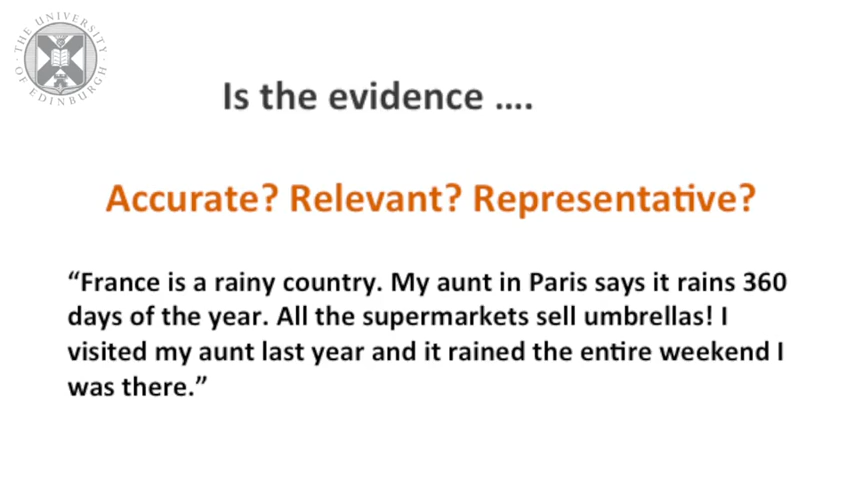 THE UNIVERSITY OF EDINBURGH
Is the evidence ....
Accurate? Relevant? Representative?
“France is a rainy country. My aunt in Paris says it rains 360
days of the year. All the supermarkets sell umbrellas! I
visited my aunt last year and it rained the entire weekend I
was there.”